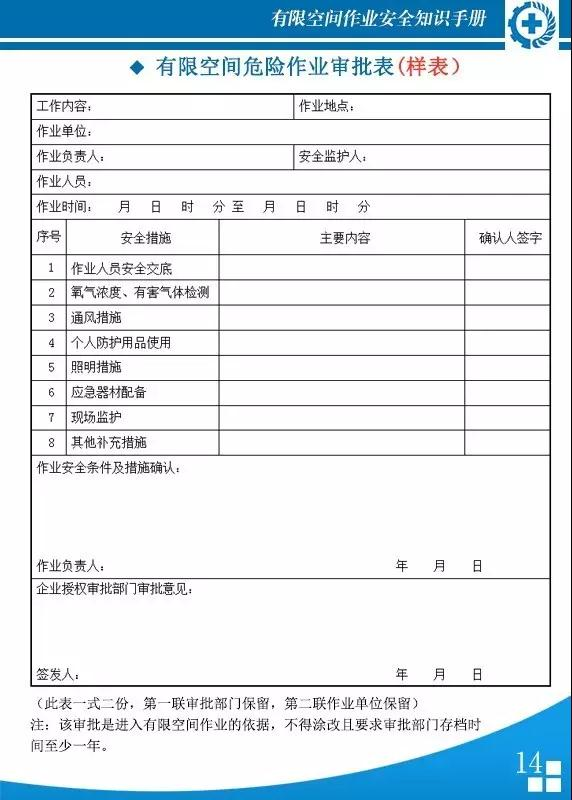 有限空间作业安全知识手册
◆ 有限空间危险作业审批表(样表)
工作内容： 作业地点：
作业单位：
作业负责人： 安全监护人：
作业人员：
作业时间： 月 日 时 分至 月 日 时 分
序号 安全措施 主要内容 确认人签字
1 作业人员安全交底
2 氧气浓度、有害气体检测
3 通风措施
4 个人防护用品使用
5 照明措施
6 应急器材配备
7 现场监护
8 其他补充措施
作业安全条件及措施确认：
作业负责人： 年 月 日
企业授权审批部门审批意见：
签发人： 年 月 日
（此表一式二份，第一联审批部门保留，第二联作业单位保留）
注：该审批是进入有限空间作业的依据，不得涂改且要求审批部门存档时
间至少一年。
14